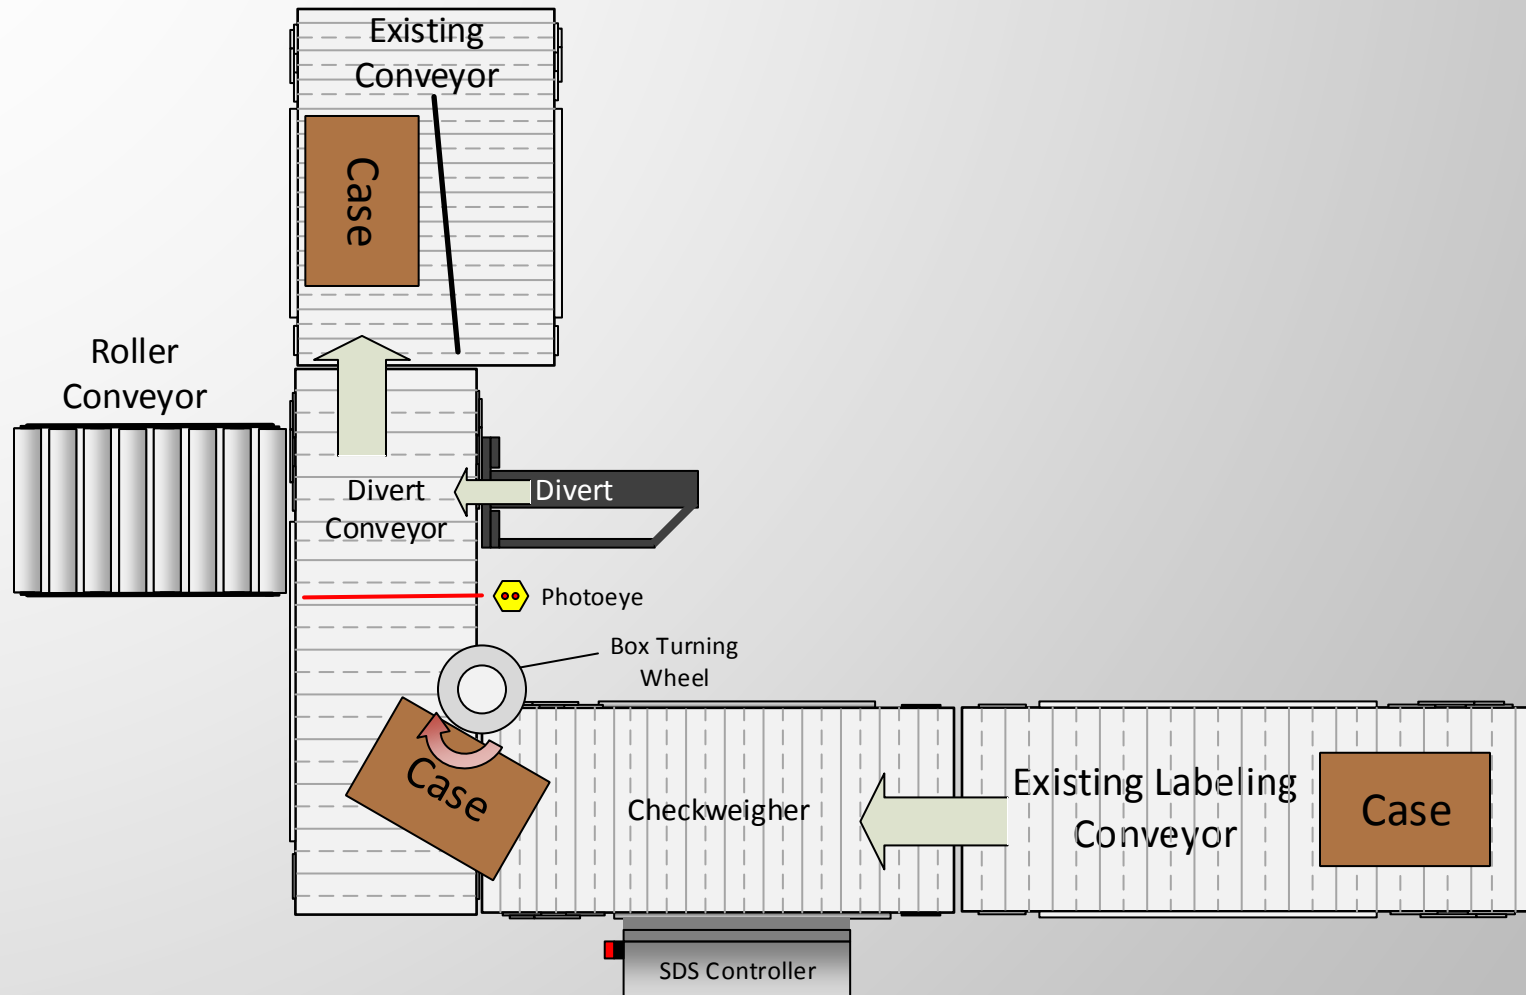 Existing
Conveyor
Case
Roller
Conveyor
Divert
Conveyor
Divert
Photoeye
Box Turning
Wheel
Case
Checkweigher
Existing Labeling
Conveyor
Case
SDS Controller